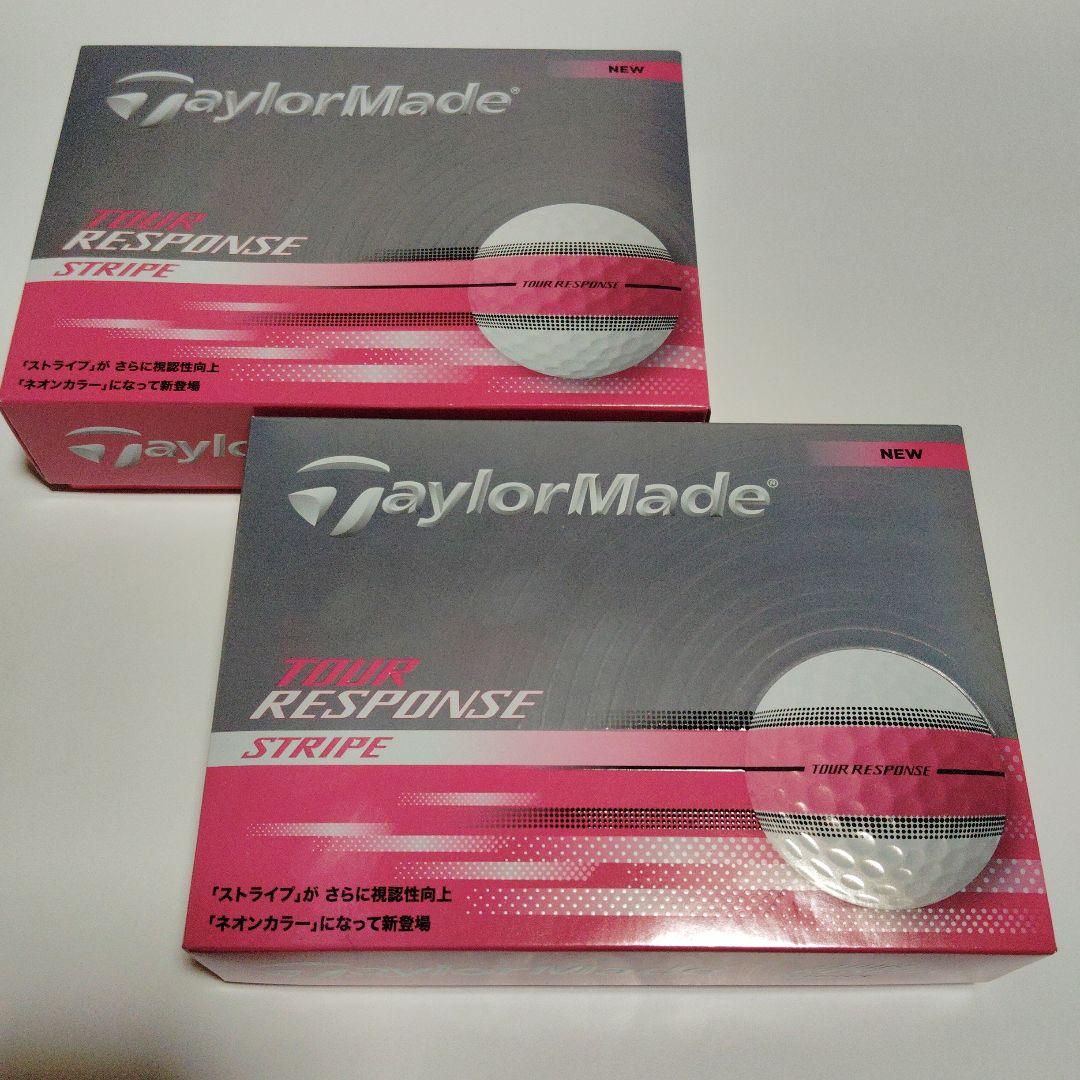 NEW
TaylorMade®
TOUR
RESPONSE
STRIPE
TOUR RESPONSE
「ストライプ」が さらに視認性向上
「ネオンカラー」になって新登場
Taylo
NEW
TaylorMade®
TOUR
RESPONSE
STRIPE
TOUR RESPONSE
「ストライプ」が さらに視認性向上
「ネオンカラー」になって新登場
TaylorMade